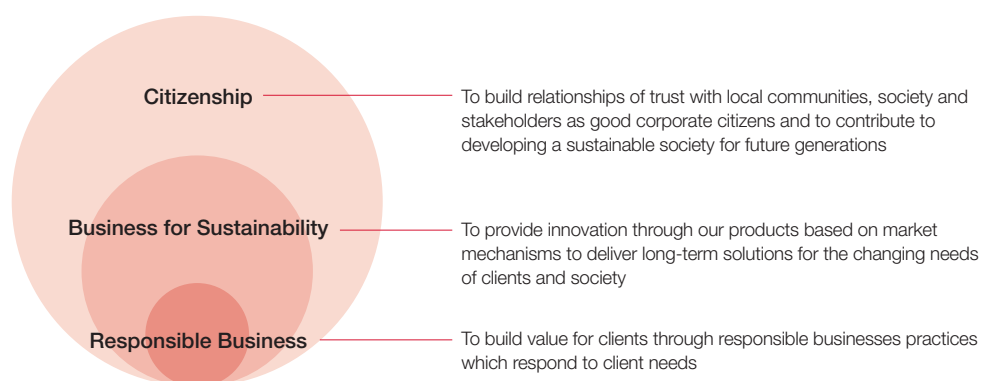 Citizenship
To build relationships of trust with local communities, society and
stakeholders as good corporate citizens and to contribute to
developing a sustainable society for future generations
Business for Sustainability
To provide innovation through our products based on market
mechanisms to deliver long-term solutions for the changing needs
of clients and society
Responsible Business
To build value for clients through responsible businesses practices
which respond to client needs